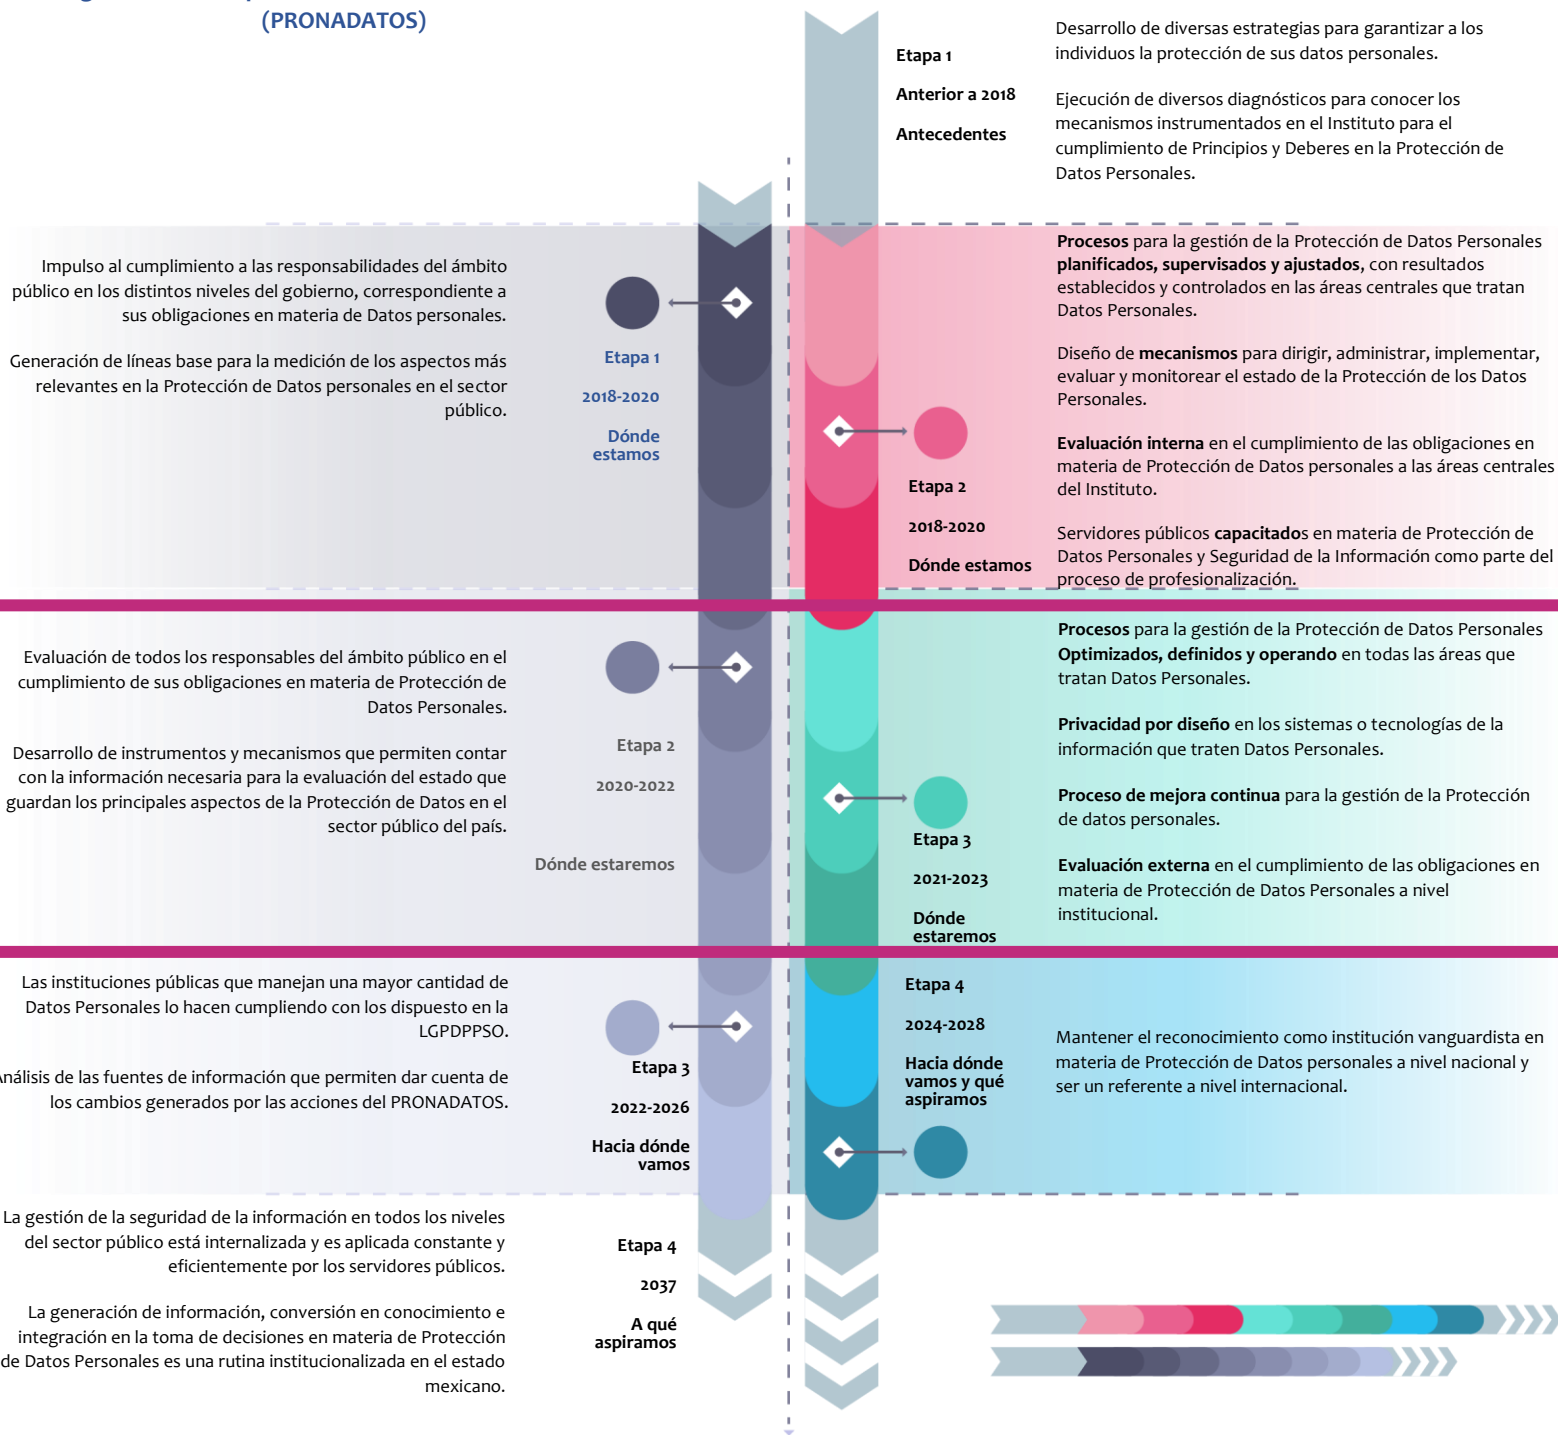 (PRONADATOS)
Etapa 1
Anterior a 2018
Antecedentes
Desarrollo de diversas estrategias para garantizar a los
individuos la protección de sus datos personales.
Ejecución de diversos diagnósticos para conocer los
mecanismos instrumentados en el Instituto para el
cumplimiento de Principios y Deberes en la Protección de
Datos Personales.
Impulso al cumplimiento a las responsabilidades del ámbito
público en los distintos niveles del gobierno, correspondiente a
sus obligaciones en materia de Datos personales.
Generación de líneas base para la medición de los aspectos más
relevantes en la Protección de Datos personales en el sector
público.
Etapa 1
2018-2020
Dónde
estamos
Etapa 2
2018-2020
Dónde estamos
Procesos para la gestión de la Protección de Datos Personales
planificados, supervisados y ajustados, con resultados
establecidos y controlados en las áreas centrales que tratan
Datos Personales.
Diseño de mecanismos para dirigir, administrar, implementar,
evaluar y monitorear el estado de la Protección de los Datos
Personales.
Evaluación interna en el cumplimiento de las obligaciones en
materia de Protección de Datos personales a las áreas centrales
del Instituto.
Servidores públicos capacitados en materia de Protección de
Datos Personales y Seguridad de la Información como parte del
proceso de profesionalización.
Evaluación de todos los responsables del ámbito público en el
cumplimiento de sus obligaciones en materia de Protección de
Datos Personales.
Desarrollo de instrumentos y mecanismos que permiten contar
con la información necesaria para la evaluación del estado que
guardan los principales aspectos de la Protección de Datos en el
sector público del país.
Etapa 2
2020-2022
Dónde estaremos
Etapa 3
2021-2023
Dónde
estaremos
Procesos para la gestión de la Protección de Datos Personales
Optimizados, definidos y operando en todas las áreas que
tratan Datos Personales.
Privacidad por diseño en los sistemas o tecnologías de la
información que traten Datos Personales.
Proceso de mejora continua para la gestión de la Protección
de datos personales.
Evaluación externa en el cumplimiento de las obligaciones en
materia de Protección de Datos Personales a nivel
institucional.
Las instituciones públicas que manejan una mayor cantidad de
Datos Personales lo hacen cumpliendo con los dispuesto en la
LGPDPPSO.
Análisis de las fuentes de información que permiten dar cuenta de
los cambios generados por las acciones del PRONADATOS.
Etapa 3
2022-2026
Hacia dónde
vamos
Etapa 4
2024-2028
Hacia dónde
vamos y qué
aspiramos
Mantener el reconocimiento como institución vanguardista en
materia de Protección de Datos personales a nivel nacional y
ser un referente a nivel internacional.
La gestión de la seguridad de la información en todos los niveles
del sector público está internalizada y es aplicada constante y
eficientemente por los servidores públicos.
La generación de información, conversión en conocimiento e
integración en la toma de decisiones en materia de Protección
de Datos Personales es una rutina institucionalizada en el estado
mexicano.
Etapa 4
2037
A qué
aspiramos